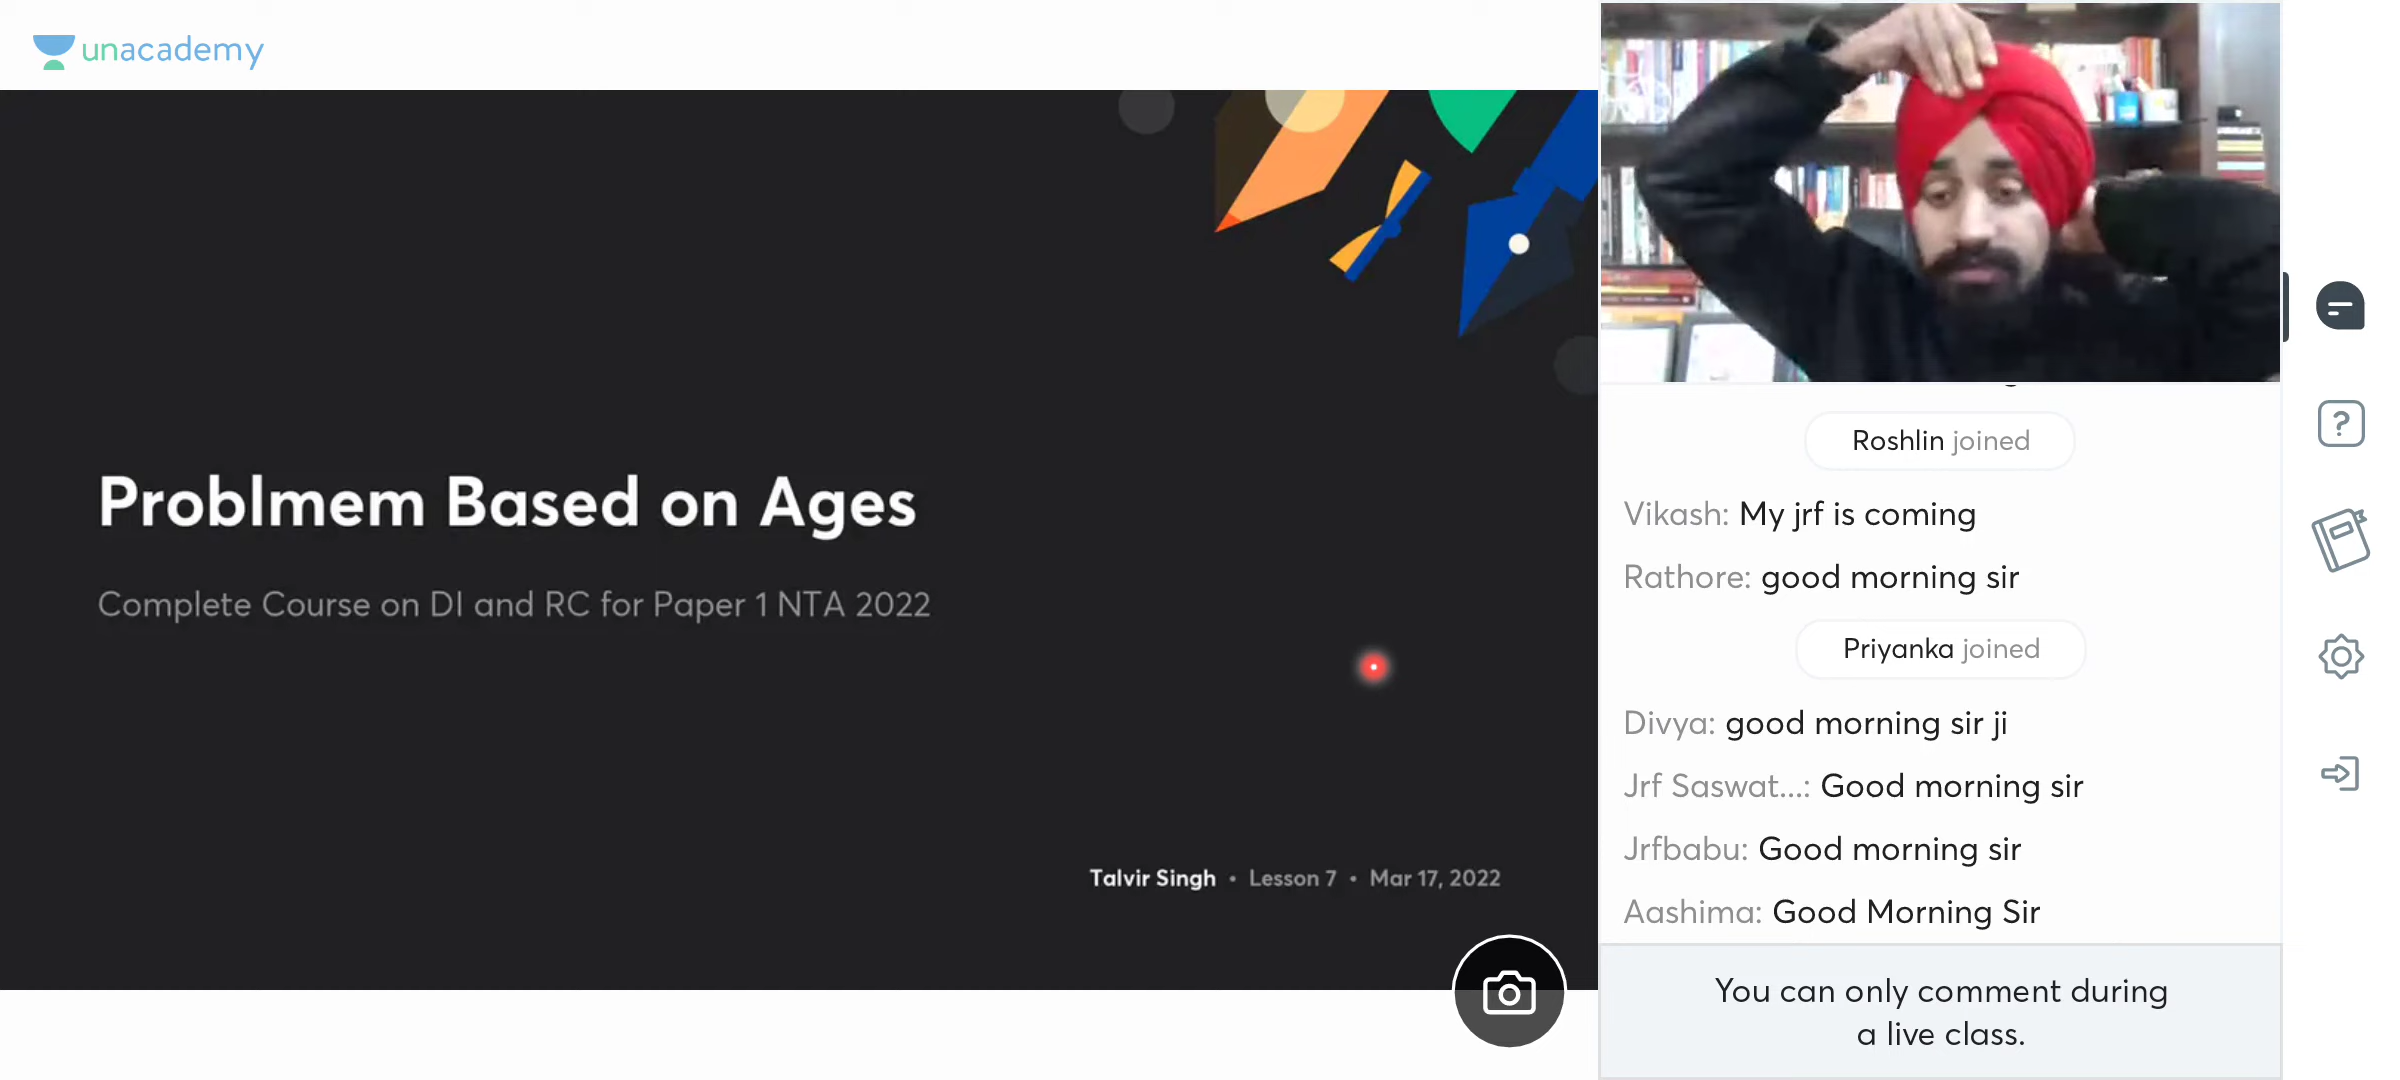 unacademy
Problmem Based on Ages
Complete Course on DI and RC for Paper 1 NTA 2022
Talvir Singh • Lesson 7 • Mar 17, 2022
Roshlin joined
Vikash: My jrf is coming
Rathore: good morning sir
Priyanka joined
Divya: good morning sir ji
Jrf Saswat...: Good morning sir
Jrfbabu: Good morning sir
Aashima: Good Morning Sir
You can only comment during
a live class.
?